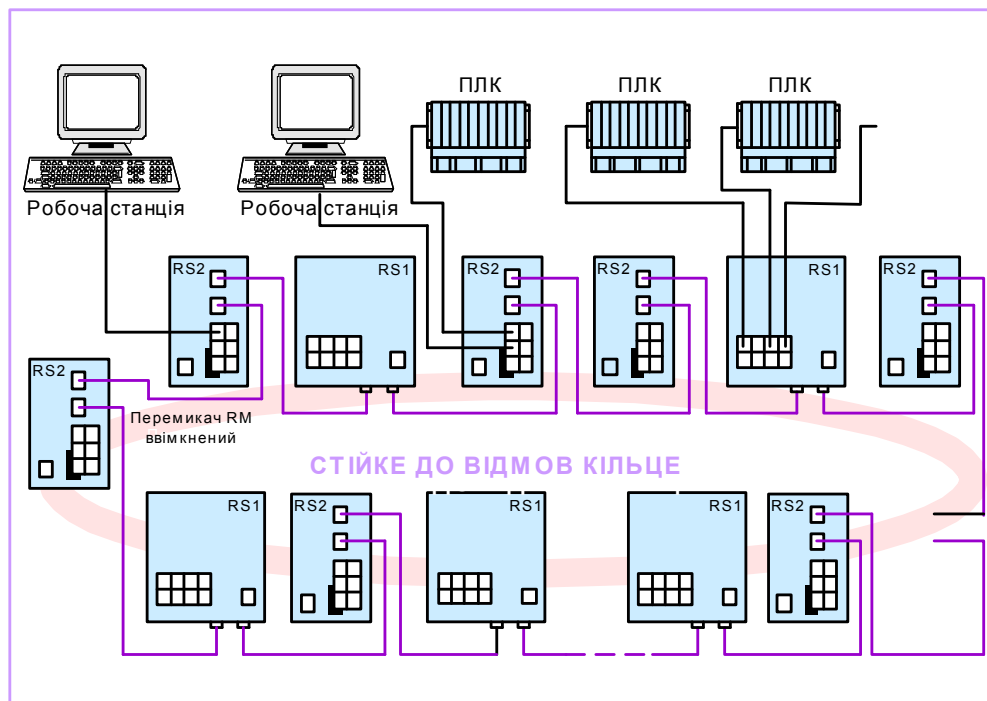 ПЛК
ПЛК
ПЛК
Робоча станція
Робоча станція
RS2
RS1
RS2
RS2
RS1
RS2
RS2
Перемикач RM
ввімкнений
СТІЙКЕ ДО ВІДМОВ КІЛЬЦЕ
RS1
RS2
RS1
RS1
RS2